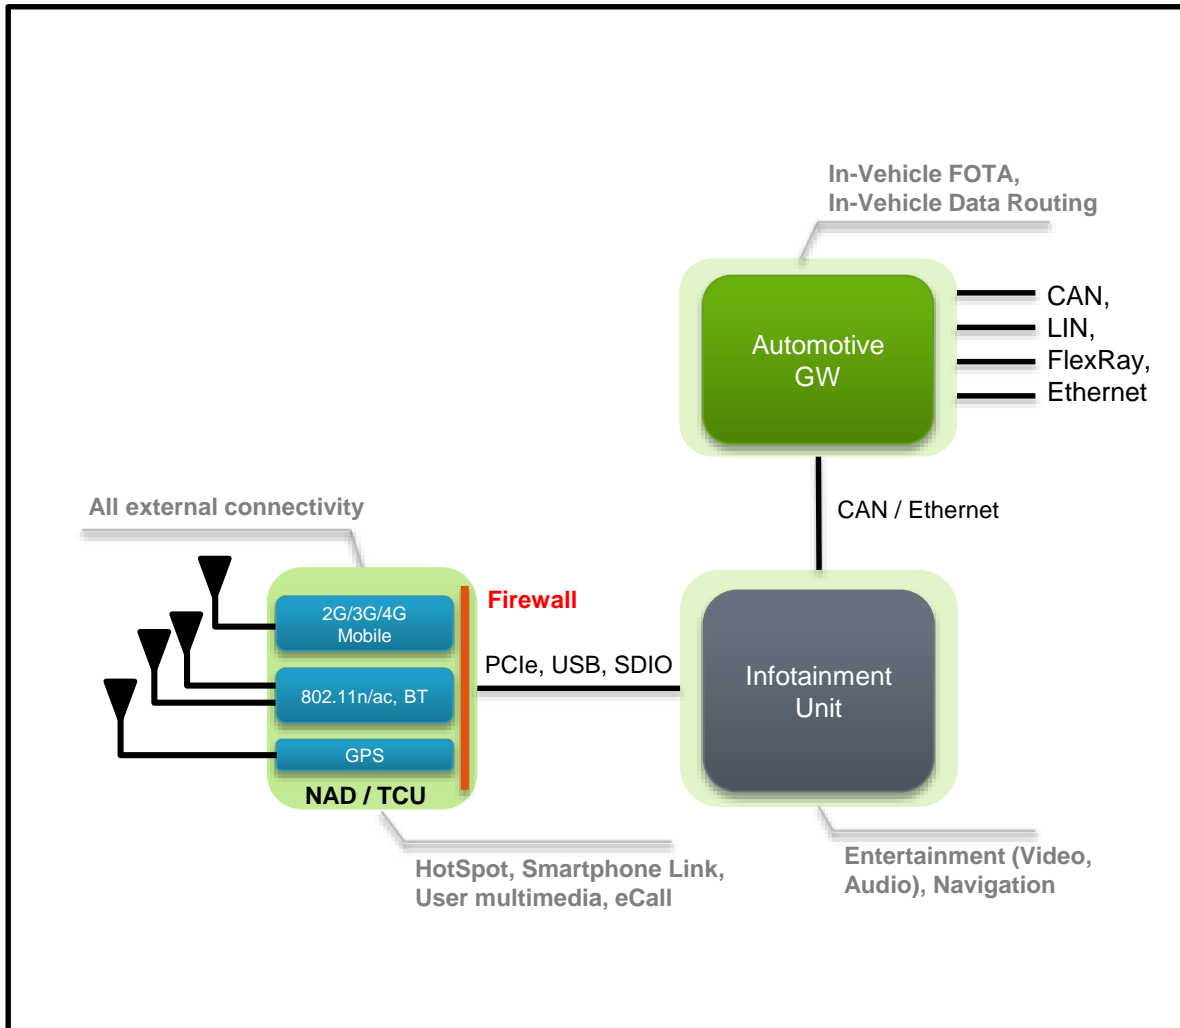 In-Vehicle FOTA,
In-Vehicle Data Routing
Automotive
GW
CAN,
LIN,
FlexRay,
Ethernet
CAN / Ethernet
All external connectivity
2G/3G/4G
Mobile
802.11n/ac, BT
GPS
NAD / TCU
Firewall
PCIe, USB, SDIO
Infotainment
Unit
HotSpot, Smartphone Link,
User multimedia, eCall
Entertainment (Video,
Audio), Navigation